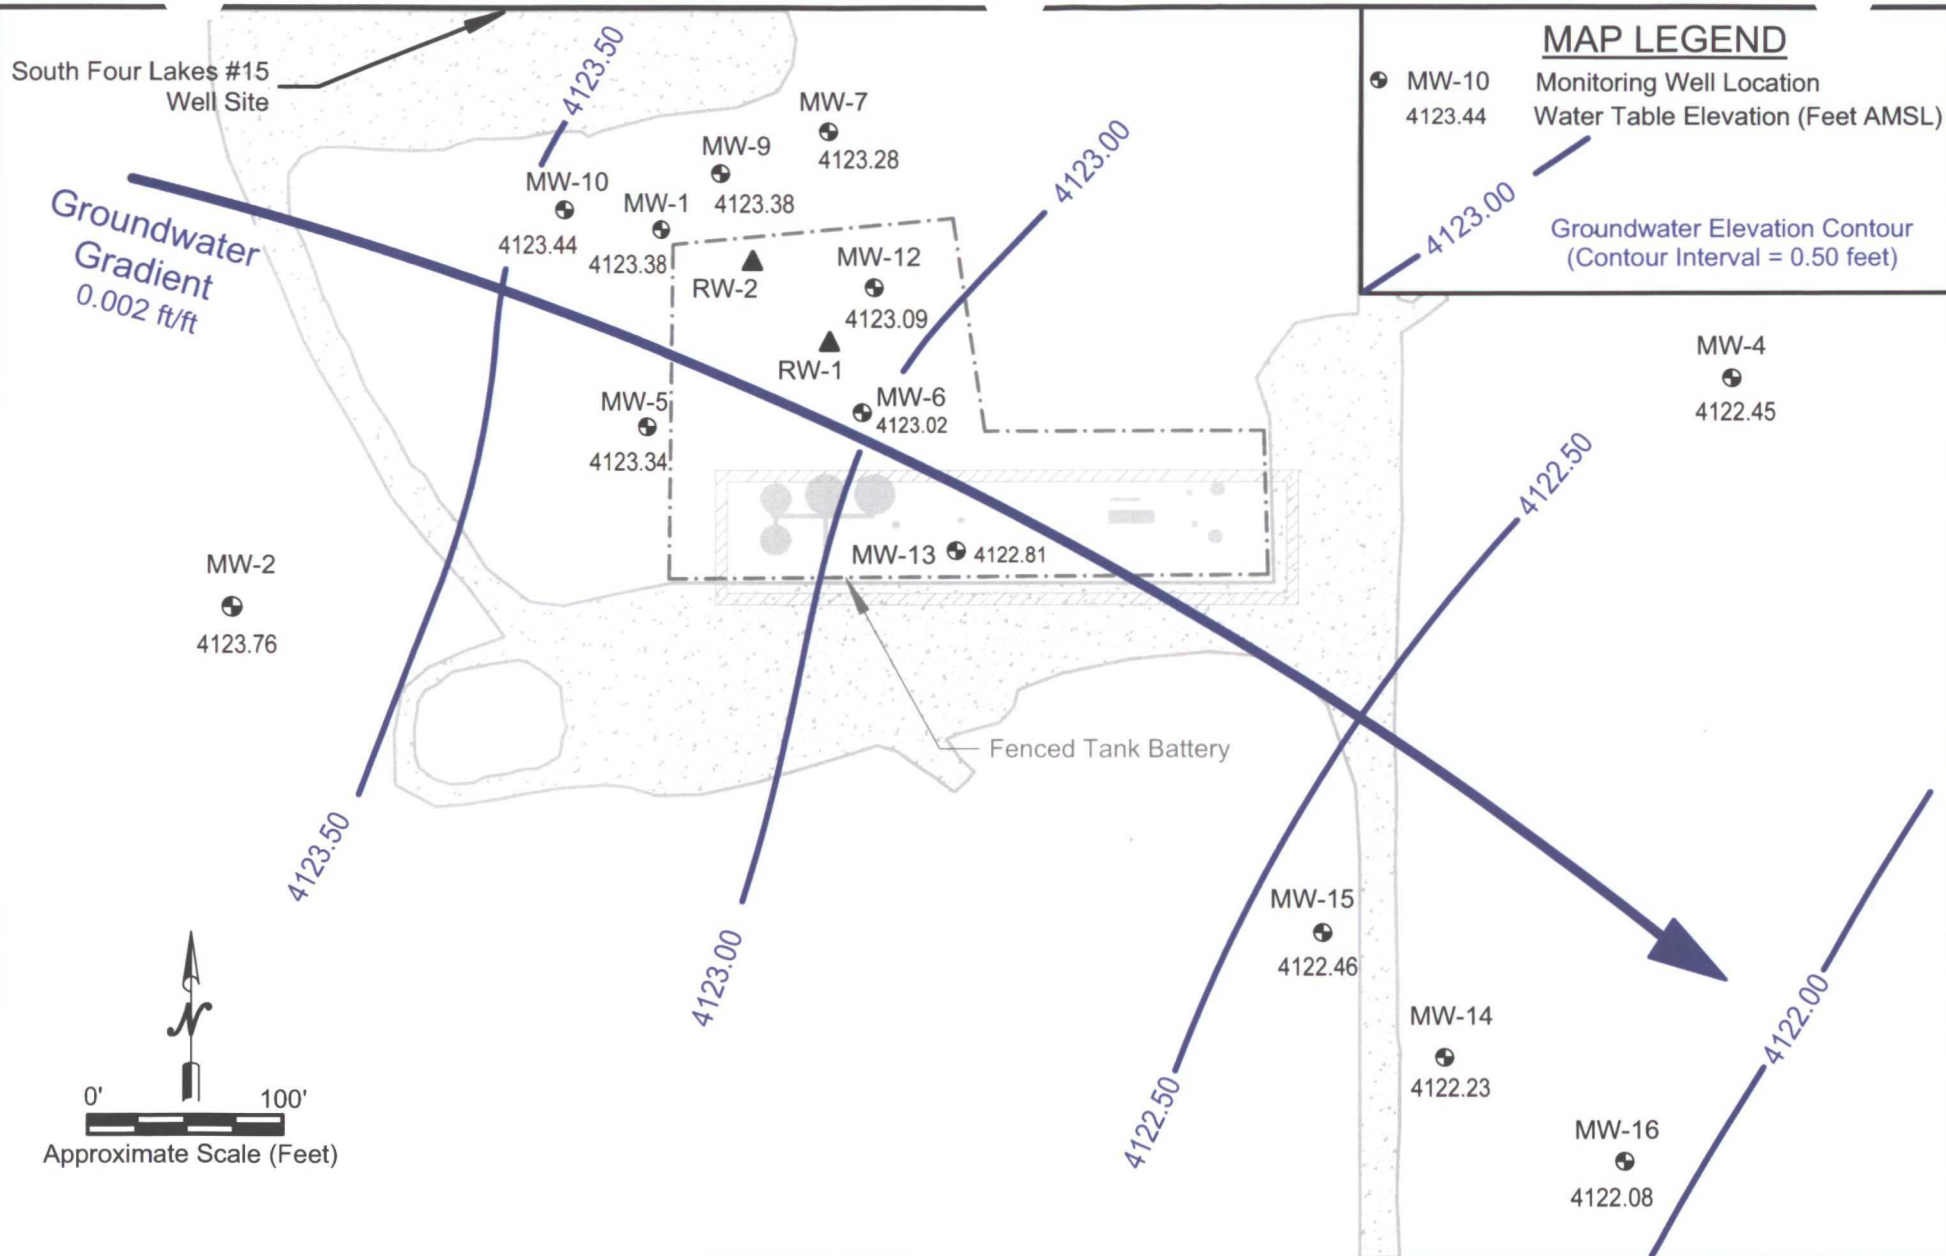 South Four Lakes #15
Well Site
4123.50
MAP LEGEND
MW-10 Monitoring Well Location
4123.44 Water Table Elevation (Feet AMSL)
4123.00
Groundwater Elevation Contour
(Contour Interval = 0.50 feet)
MW-7
4123.28
MW-9
4123.38
MW-10
4123.44
MW-1
4123.38
4123.00
Groundwater
Gradient
0.002 ft/ft
RW-2
MW-12
4123.09
RW-1
MW-4
4122.45
MW-5
4123.34
MW-6
4123.02
4122.50
MW-13 4122.81
MW-2
4123.76
Fenced Tank Battery
4123.50
4123.00
MW-15
4122.46
MW-14
4122.23
4122.00
4122.50
MW-16
4122.08
N
0' 100'
Approximate Scale (Feet)